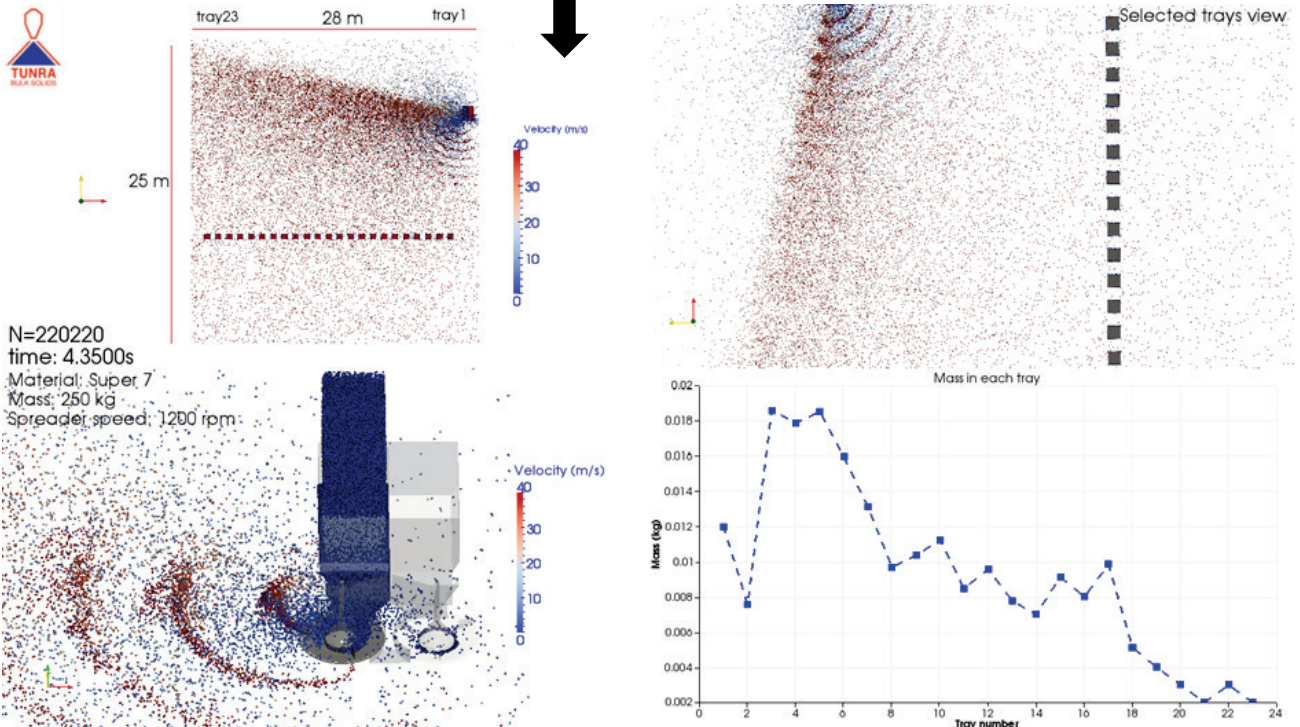 TUNRA
BULK SOLIDS
tray23
28 m
tray1
25 m
Velocity (m/s)
40
30
20
10
0
Selected trays view
N=220220
time: 4.3500s
Material: Super 7
Mass: 250 kg
Spreader speed: 1200 rpm
Velocity (m/s)
40
30
20
10
0
Mass in each tray
0.02
0.018
0.016
0.014
0.012
0.01
0.008
0.006
0.004
0.002
Mass (kg)
0 2 4 6 8 10 12 14 16 18 20 22 24
Tray number